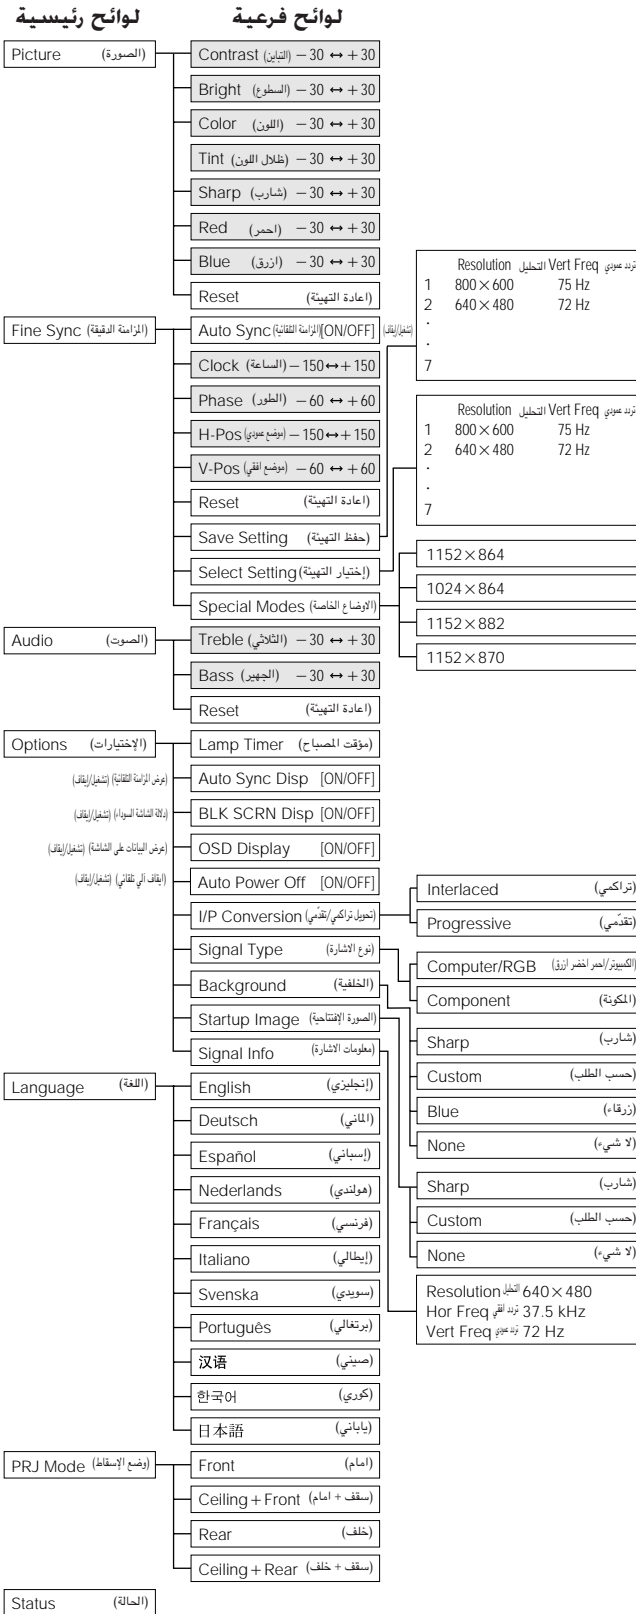 لوائح رئيسية
لوائح فرعية
Picture (الصورة)
Contrast (التباين) −30 ↔ +30
Bright (السطوع) −30 ↔ +30
Color (اللون) −30 ↔ +30
Tint (ظلال اللون) −30 ↔ +30
Sharp (شارب) −30 ↔ +30
Red (احمر) −30 ↔ +30
Blue (ازرق) −30 ↔ +30
Reset (اعادة التهيئة)
Fine Sync (المزامنة الدقيقة)
Auto Sync (المزامنة التلقائية) [ON/OFF] (تشغيل/إيقاف)
Clock (الساعة) −150 ↔ +150
Phase (الطور) −60 ↔ +60
H-Pos (موضع عمودي) −150 ↔ +150
V-Pos (موضع افقي) −60 ↔ +60
Reset (اعادة التهيئة)
Save Setting (حفظ التهيئة)
Resolution التحليل Vert Freq تردد عمودي
1 800×600 75 Hz
2 640×480 72 Hz
.
.
7
Select Setting (إختيار التهيئة)
Resolution التحليل Vert Freq تردد عمودي
1 800×600 75 Hz
2 640×480 72 Hz
.
.
7
Special Modes (الاوضاع الخاصة)
1152×864
1024×864
1152×882
1152×870
Audio (الصوت)
Treble (الثلاثي) −30 ↔ +30
Bass (الجهير) −30 ↔ +30
Reset (اعادة التهيئة)
Options (الإختيارات)
Lamp Timer (مؤقت المصباح)
Auto Sync Disp [ON/OFF] (عرض المزامنة التلقائية) (تشغيل/إيقاف)
BLK SCRN Disp [ON/OFF] (دلالة الشاشة السوداء) (تشغيل/إيقاف)
OSD Display [ON/OFF] (عرض البيانات على الشاشة) (تشغيل/إيقاف)
Auto Power Off [ON/OFF] (ايقاف آلي تلقائي) (تشغيل/إيقاف)
I/P Conversion (تحويل تراكمي/تقدّمي)
Interlaced (تراكمي)
Progressive (تقدّمي)
Signal Type (نوع الاشارة)
Computer/RGB (الكمبيوتر/احمر اخضر ازرق)
Component (المكونة)
Background (الخلفية)
Sharp (شارب)
Custom (حسب الطلب)
Blue (زرقاء)
None (لا شيء)
Startup Image (الصورة الإفتتاحية)
Sharp (شارب)
Custom (حسب الطلب)
None (لا شيء)
Signal Info (معلومات الاشارة)
Resolution التحليل 640×480
Hor Freq تردد افقي 37.5 kHz
Vert Freq تردد عمودي 72 Hz
Language (اللغة)
English (إنجليزي)
Deutsch (الماني)
Español (إسباني)
Nederlands (هولندي)
Français (فرنسي)
Italiano (إيطالي)
Svenska (سويدي)
Português (برتغالي)
汉语 (صيني)
한국어 (كوري)
日本語 (ياباني)
PRJ Mode (وضع الإسقاط)
Front (امام)
Ceiling+Front (سقف + امام)
Rear (خلف)
Ceiling+Rear (سقف + خلف)
Status (الحالة)